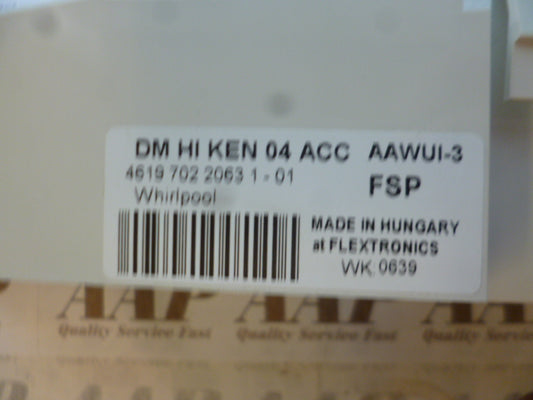 DM HI KEN 04 ACC AAWUI-3
4619 702 2063 1 - 01 FSP
Whirlpool
MADE IN HUNGARY
at FLEXTRONICS
WK: 0639
AAP AAP AAP
Quality Service Fast Quality Service Fast Quality Service Fast